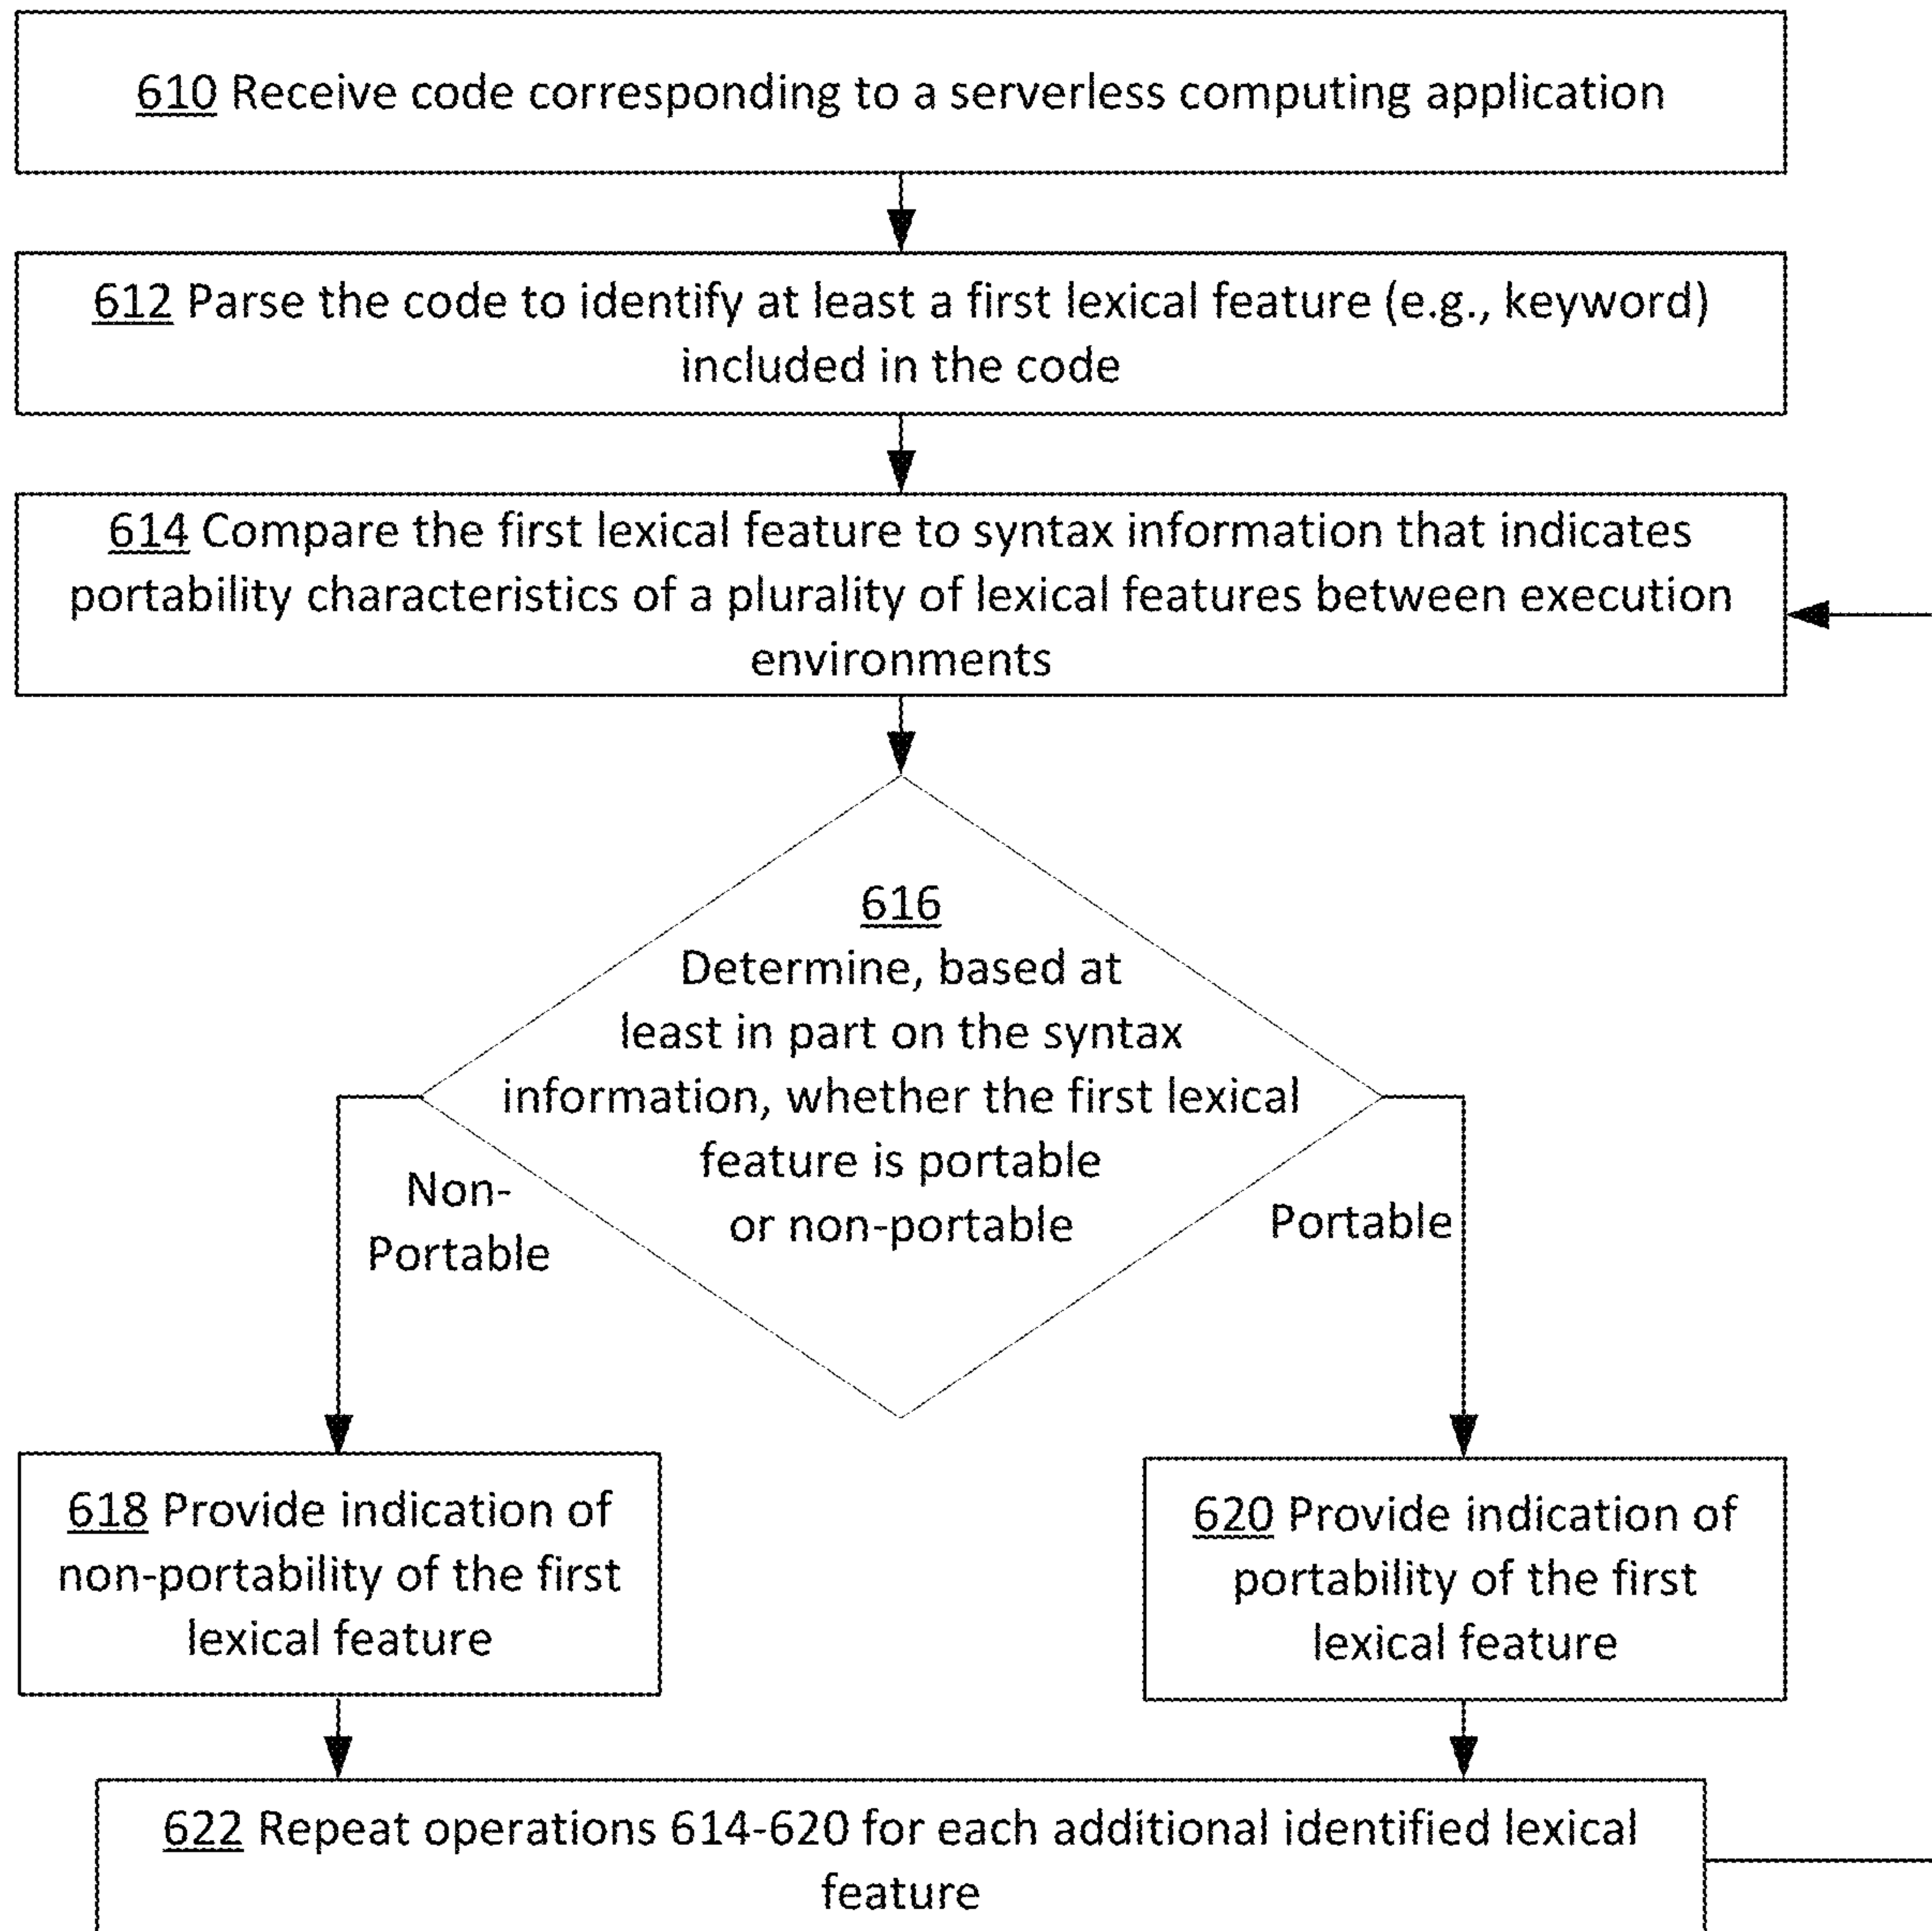 610 Receive code corresponding to a serverless computing application
612 Parse the code to identify at least a first lexical feature (e.g., keyword)
included in the code
614 Compare the first lexical feature to syntax information that indicates
portability characteristics of a plurality of lexical features between execution
environments
616
Determine, based at
least in part on the syntax
information, whether the first lexical
feature is portable
or non-portable
Non-
Portable
Portable
618 Provide indication of
non-portability of the first
lexical feature
620 Provide indication of
portability of the first
lexical feature
622 Repeat operations 614-620 for each additional identified lexical
feature